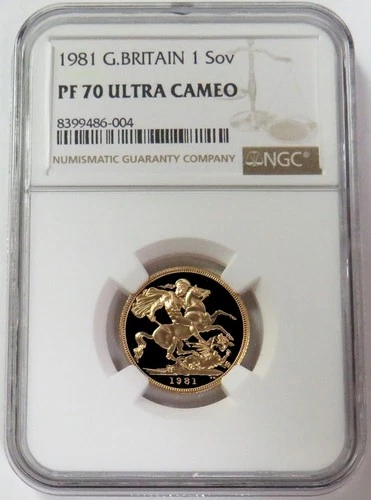 1981 G.BRITAIN 1 Sov
PF 70 ULTRA CAMEO
8399486-004
NUMISMATIC GUARANTY COMPANY
NGC®
1981